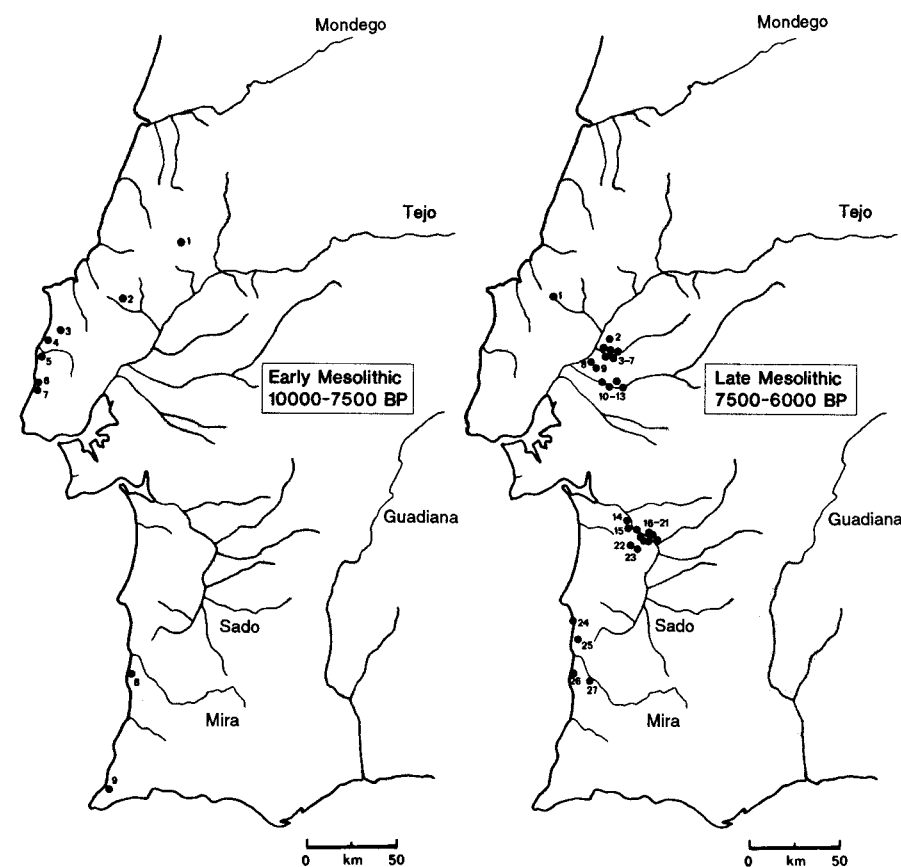 Mondego
Tejo
1
2
3
4
5
6
7
Early Mesolithic
10000-7500 BP
Guadiana
Sado
8
Mira
9
0 km 50
Mondego
Tejo
1
2
3-7
8
9
10-13
Late Mesolithic
7500-6000 BP
14
15
16-21
22
23
Guadiana
24
Sado
25
26
27
Mira
0 km 50